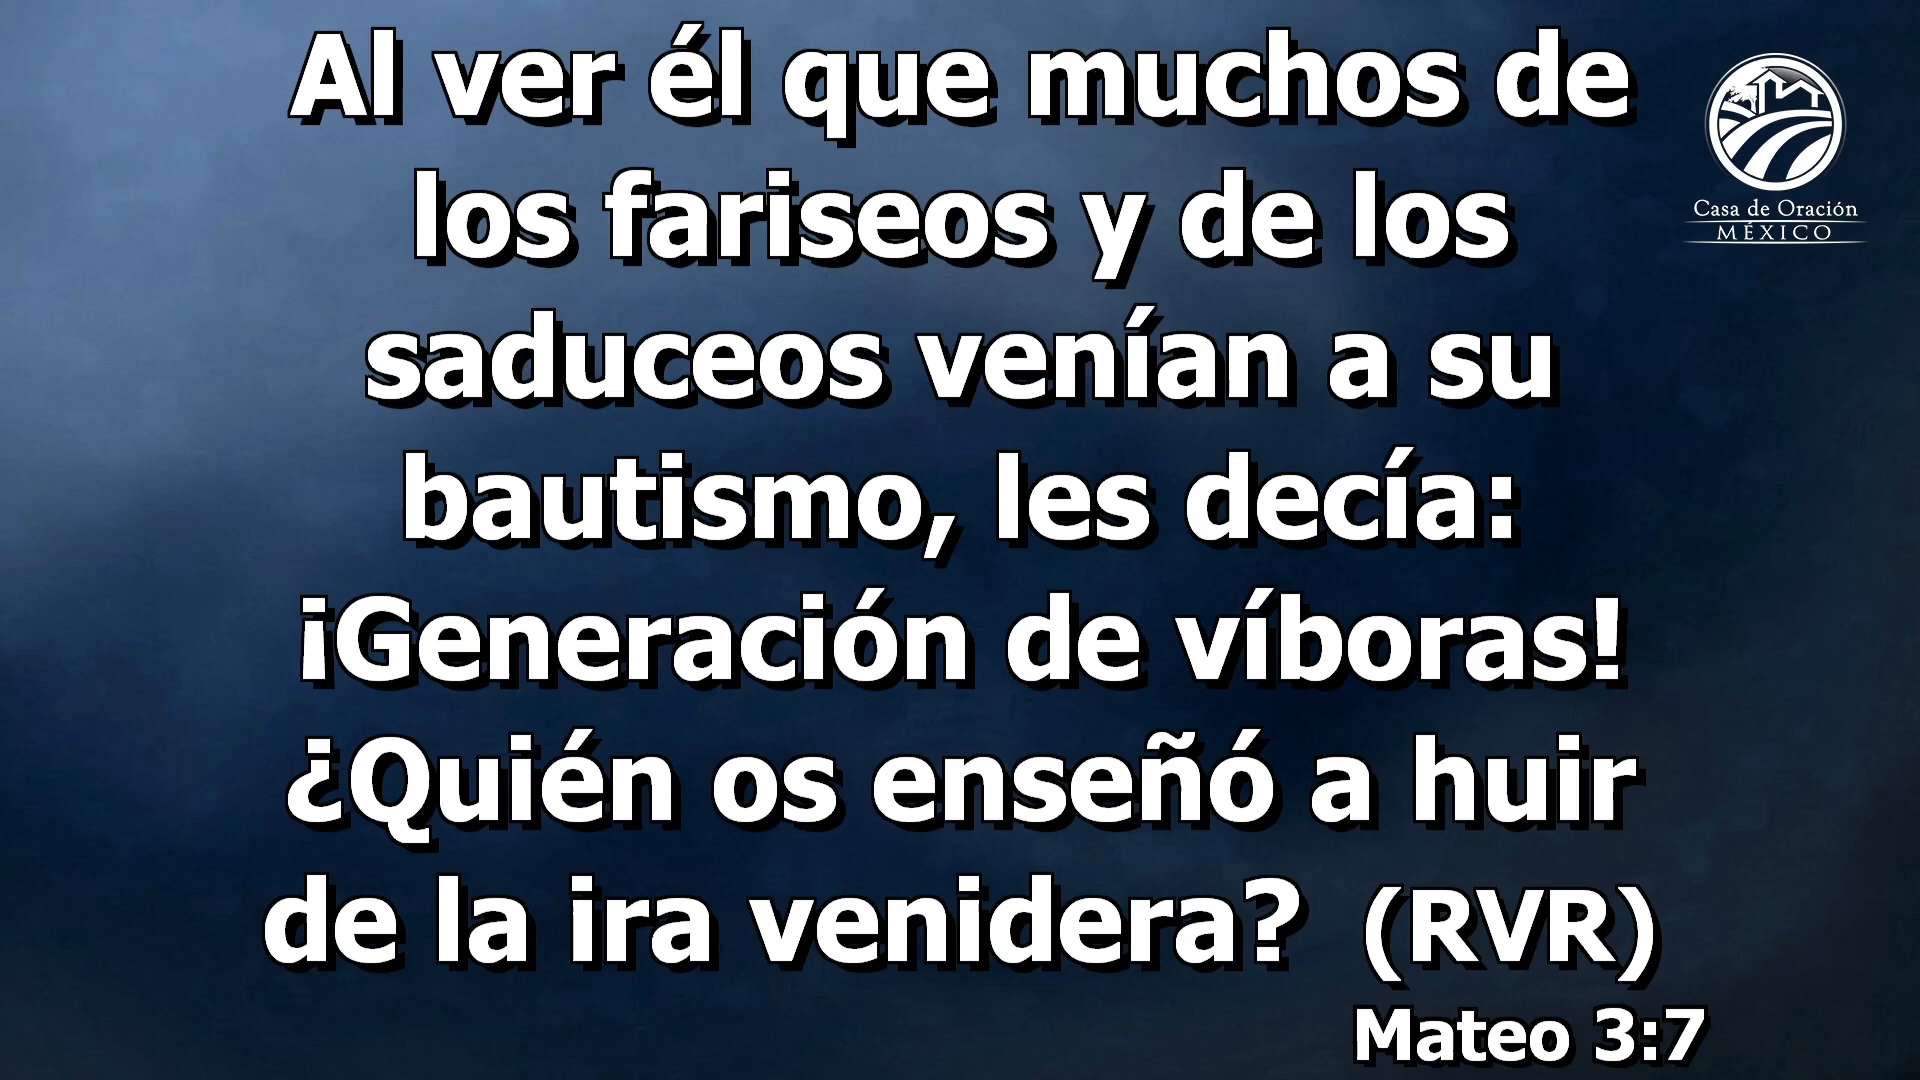 Al ver él que muchos de
los fariseos y de los
saduceos venían a su
bautismo, les decía:
¡Generación de víboras!
¿Quién os enseñó a huir
de la ira venidera? (RVR)
Mateo 3:7
Casa de Oración
MÉXICO